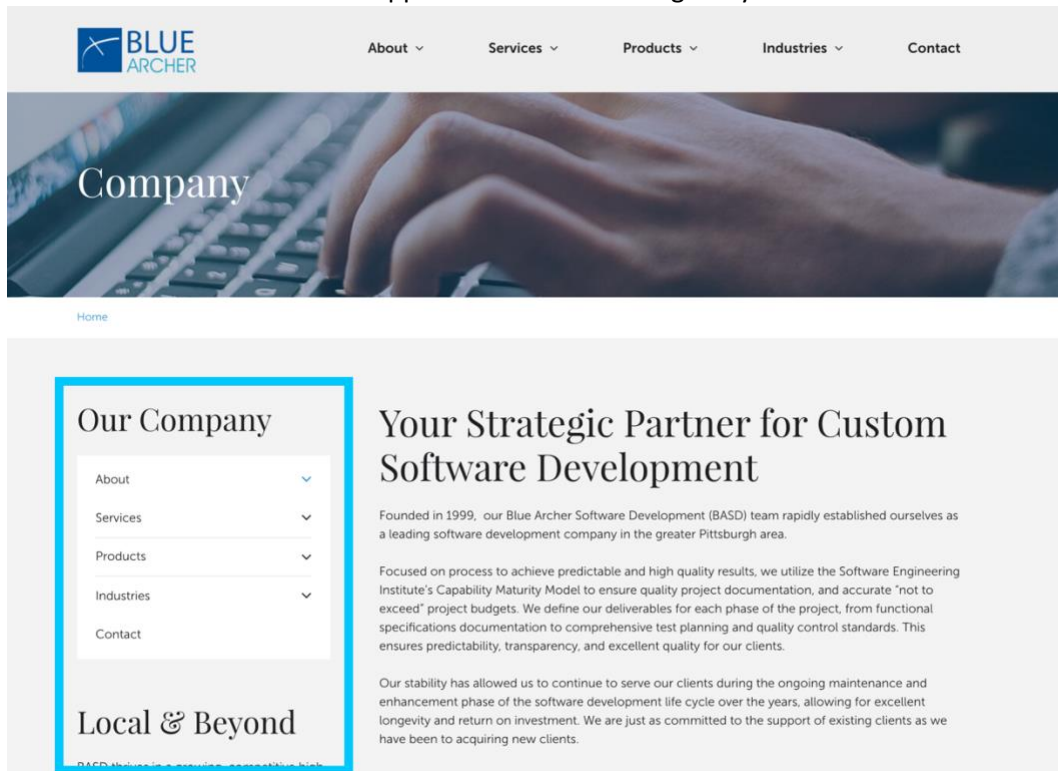 BLUE
ARCHER
About
Services
Products
Industries
Contact
Company
Home
Our Company
About
Services
Products
Industries
Contact
Local & Beyond
Your Strategic Partner for Custom
Software Development
Founded in 1999,  our Blue Archer Software Development (BASD) team rapidly established ourselves as
a leading software development company in the greater Pittsburgh area.
Focused on process to achieve predictable and high quality results, we utilize the Software Engineering
Institute's Capability Maturity Model to ensure quality project documentation, and accurate "not to
exceed" project budgets. We define our deliverables for each phase of the project, from functional
specifications documentation to comprehensive test planning and quality control standards. This
ensures predictability, transparency, and excellent quality for our clients.
Our stability has allowed us to continue to serve our clients during the ongoing maintenance and
enhancement phase of the software development life cycle over the years, allowing for excellent
longevity and return on investment. We are just as committed to the support of existing clients as we
have been to acquiring new clients.